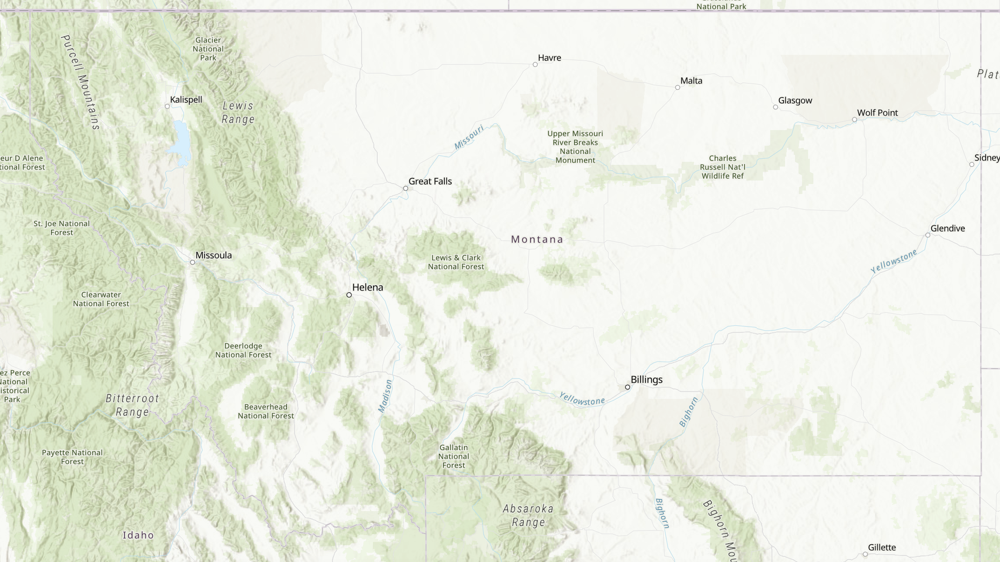 National Park
Glacier
National
Park
Purcell Mountains
Havre
Malta
Glasgow
Wolf Point
Kalispell
Lewis
Range
Missouri
Upper Missouri
River Breaks
National
Monument
Charles
Russell Nat'l
Wildlife Ref
Sidney
eur D Alene
tional Forest
Great Falls
St. Joe National
Forest
Montana
Glendive
Missoula
Lewis & Clark
National Forest
Yellowstone
Helena
Clearwater
National Forest
Deerlodge
National Forest
Billings
ez Perce
National
istorical
Park
Bitterroot
Range
Madison
Yellowstone
Bighorn
Beaverhead
National Forest
Payette National
Forest
Gallatin
National
Forest
Absaroka
Range
Bighorn
Bighorn Mou
Idaho
Gillette
Plat